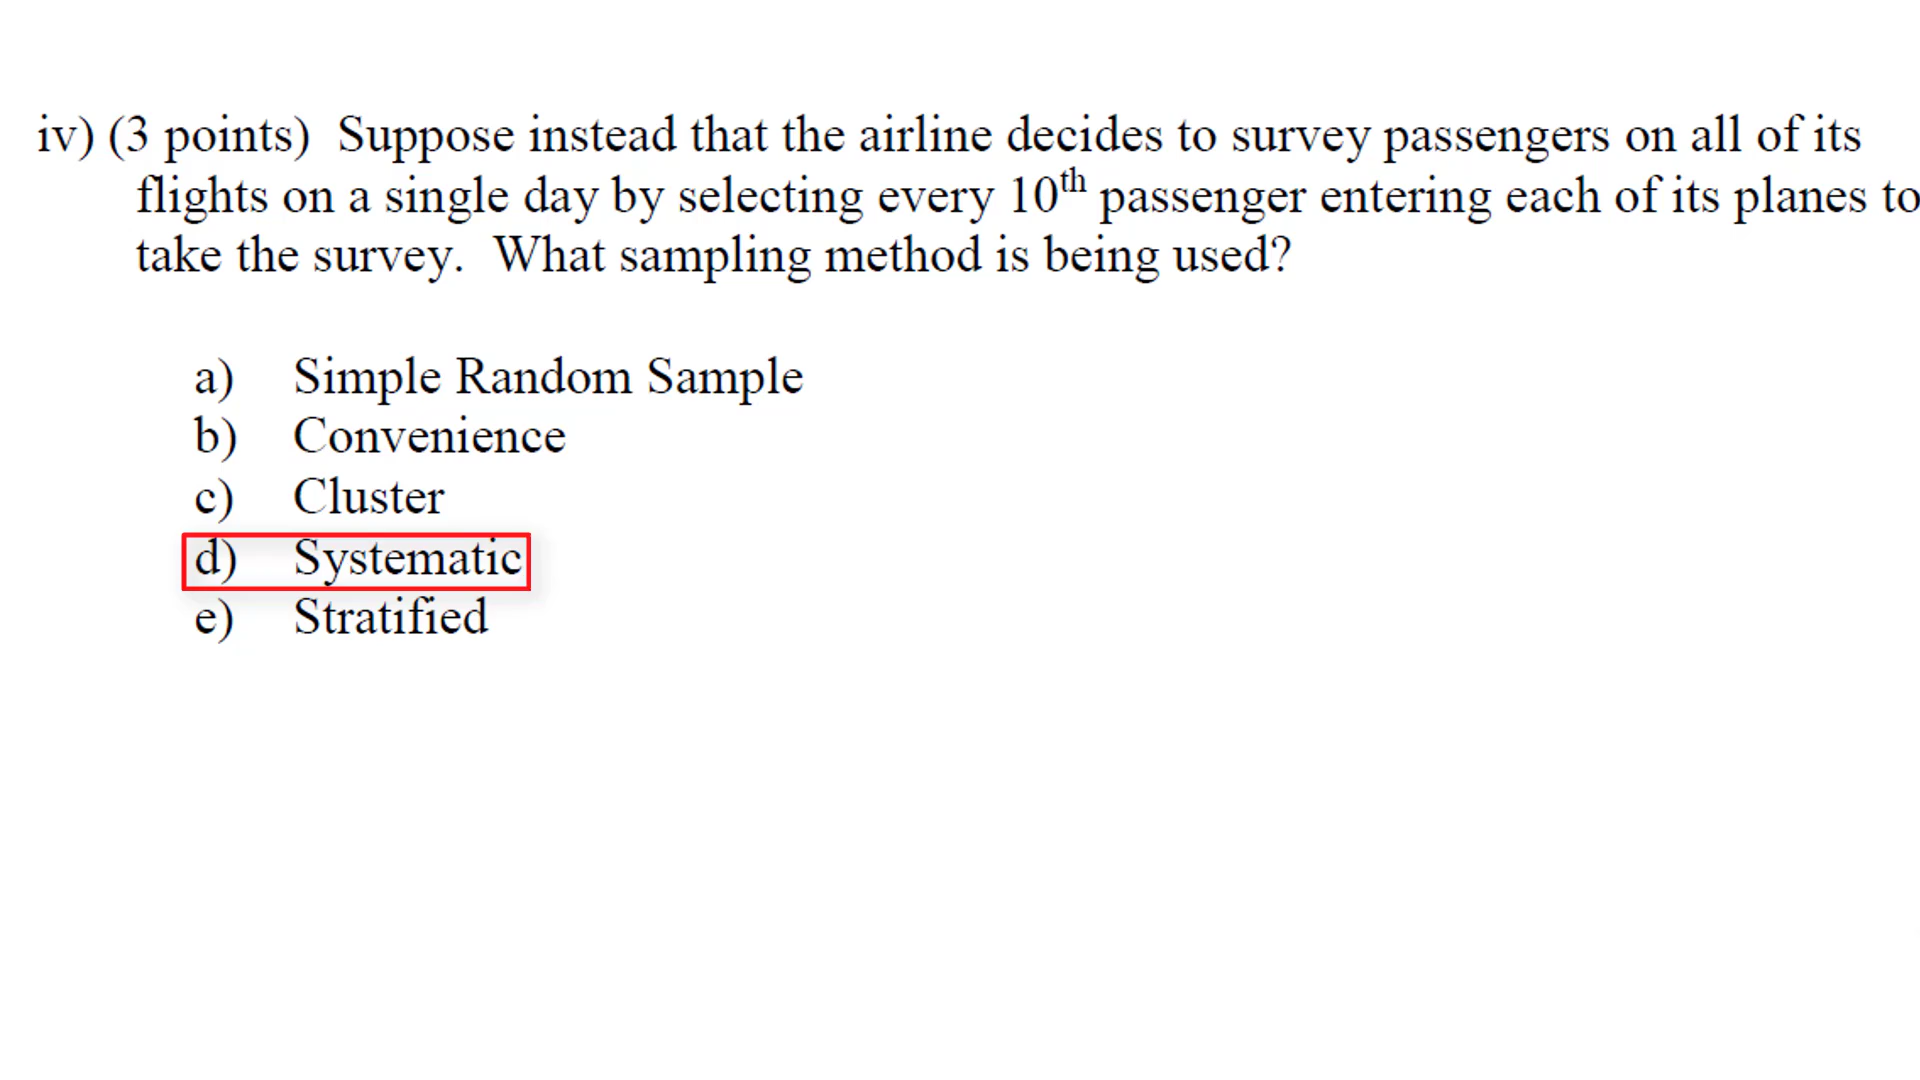 iv) (3 points) Suppose instead that the airline decides to survey passengers on all of its
flights on a single day by selecting every 10th passenger entering each of its planes to
take the survey. What sampling method is being used?
a) Simple Random Sample
b) Convenience
c) Cluster
d) Systematic
e) Stratified